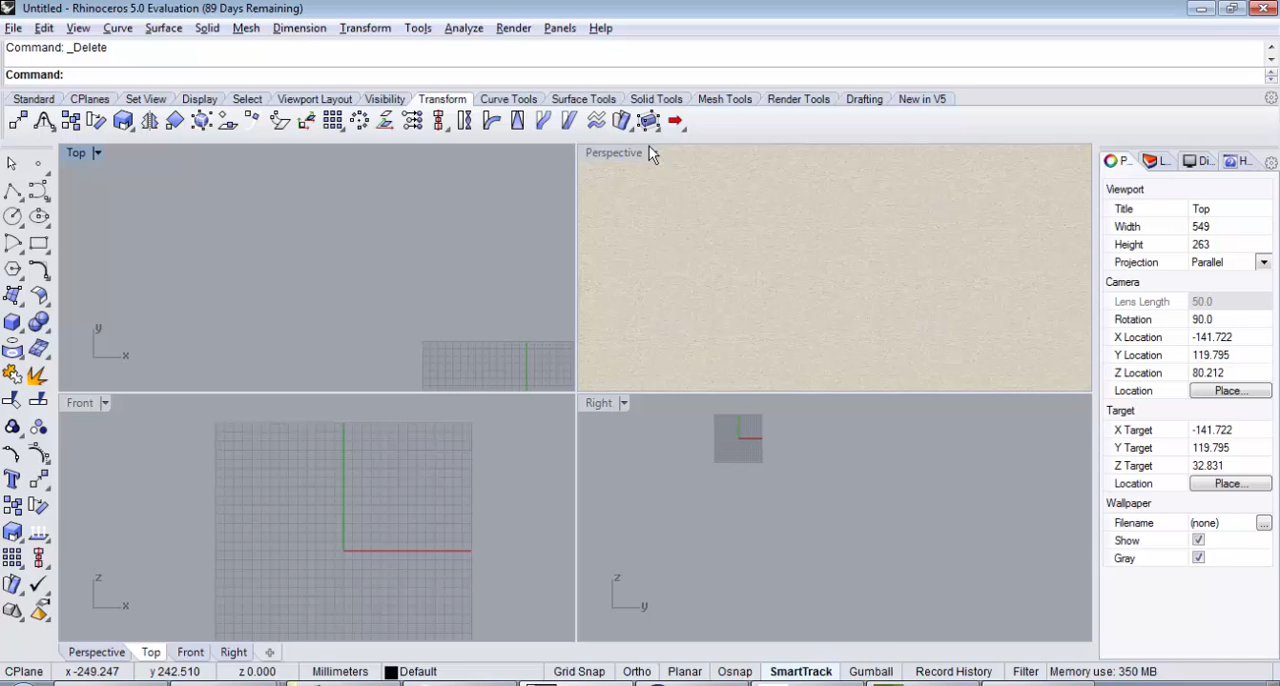 Untitled - Rhinoceros 5.0 Evaluation (89 Days Remaining)
File Edit View Curve Surface Solid Mesh Dimension Transform Tools Analyze Render Panels Help
Command: _Delete
Command:
Standard CPlanes Set View Display Select Viewport Layout Visibility Transform Curve Tools Surface Tools Solid Tools Mesh Tools Render Tools Drafting New in V5
Top
y
x
Perspective
Front
z
x
Right
z
y
P... L... Di... H...
Viewport
Title Top
Width 549
Height 263
Projection Parallel
Camera
Lens Length 50.0
Rotation 90.0
X Location -141.722
Y Location 119.795
Z Location 80.212
Location Place...
Target
X Target -141.722
Y Target 119.795
Z Target 32.831
Location Place...
Wallpaper
Filename (none) ...
Show
Gray
Perspective Top Front Right
CPlane x -249.247 y 242.510 z 0.000 Millimeters Default Grid Snap Ortho Planar Osnap SmartTrack Gumball Record History Filter Memory use: 350 MB